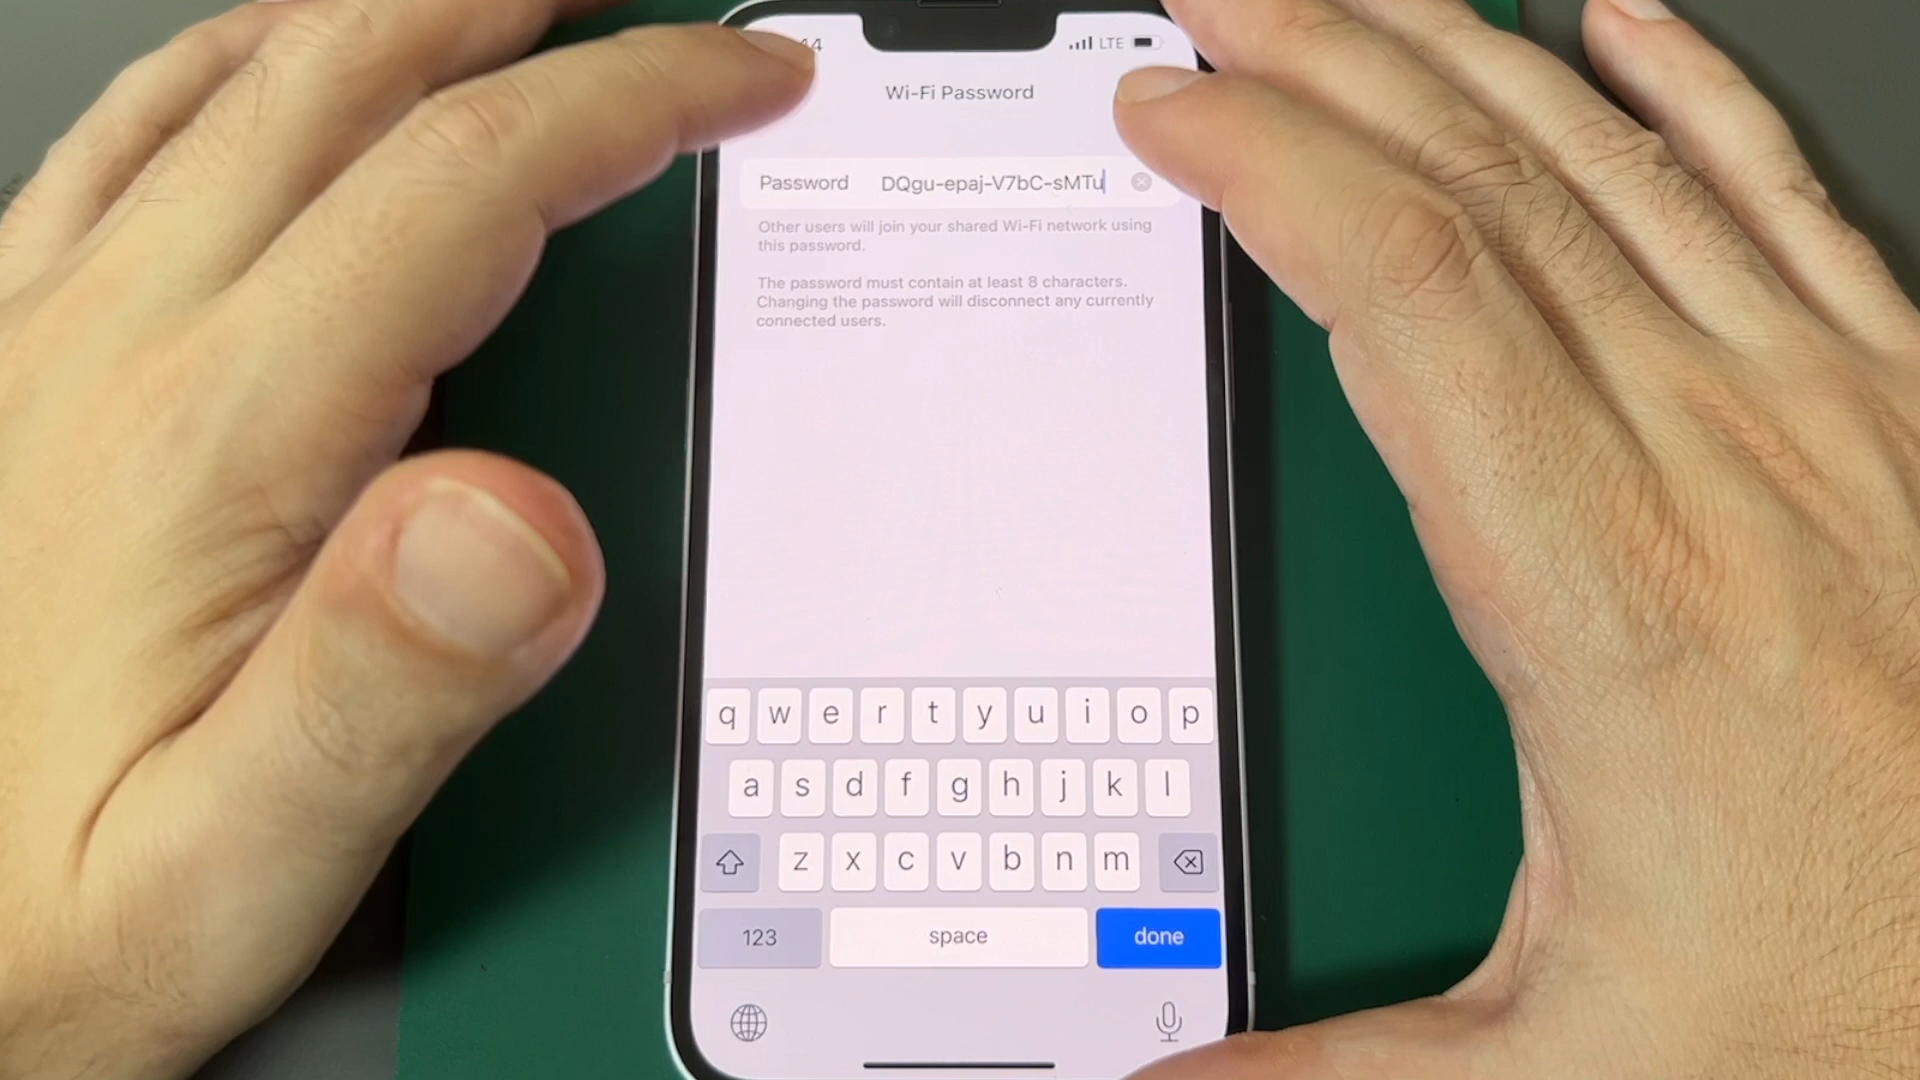 44 LTE
Wi-Fi Password
Password DQgu-epaj-V7bC-sMTu
Other users will join your shared Wi-Fi network using
this password.
The password must contain at least 8 characters.
Changing the password will disconnect any currently
connected users.
q w e r t y u i o p
a s d f g h j k l
z x c v b n m
123 space done